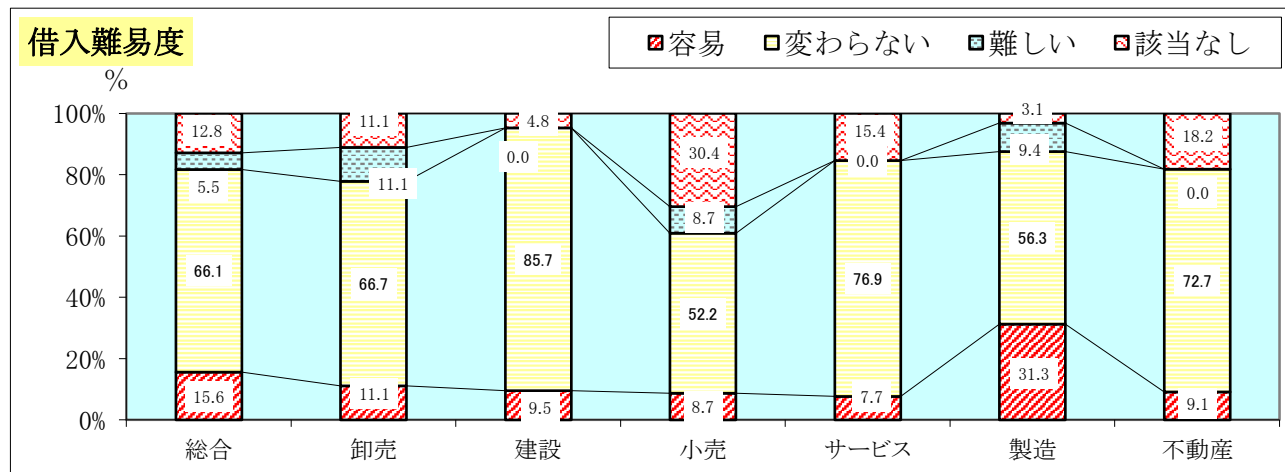 借入難易度
容易 変わらない 難しい 該当なし
%
100%
80%
60%
40%
20%
0%
12.8 11.1 4.8 30.4 15.4 3.1 18.2
5.5 11.1 0.0 8.7 0.0 9.4 0.0
66.1 66.7 85.7 52.2 76.9 56.3 72.7
15.6 11.1 9.5 8.7 7.7 31.3 9.1
総合 卸売 建設 小売 サービス 製造 不動産